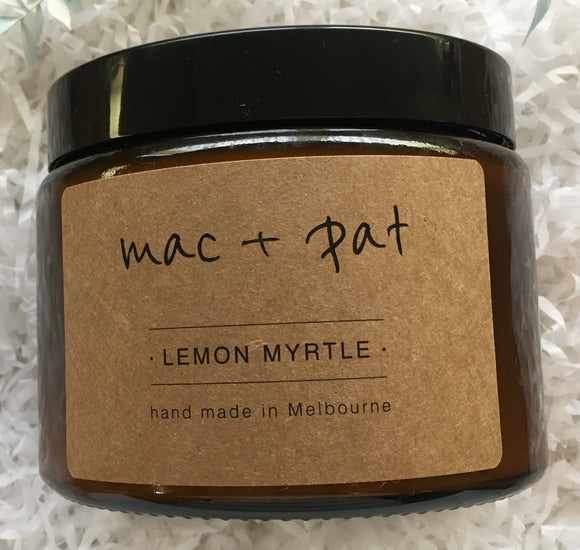 mac + pat
· LEMON MYRTLE ·
hand made in Melbourne